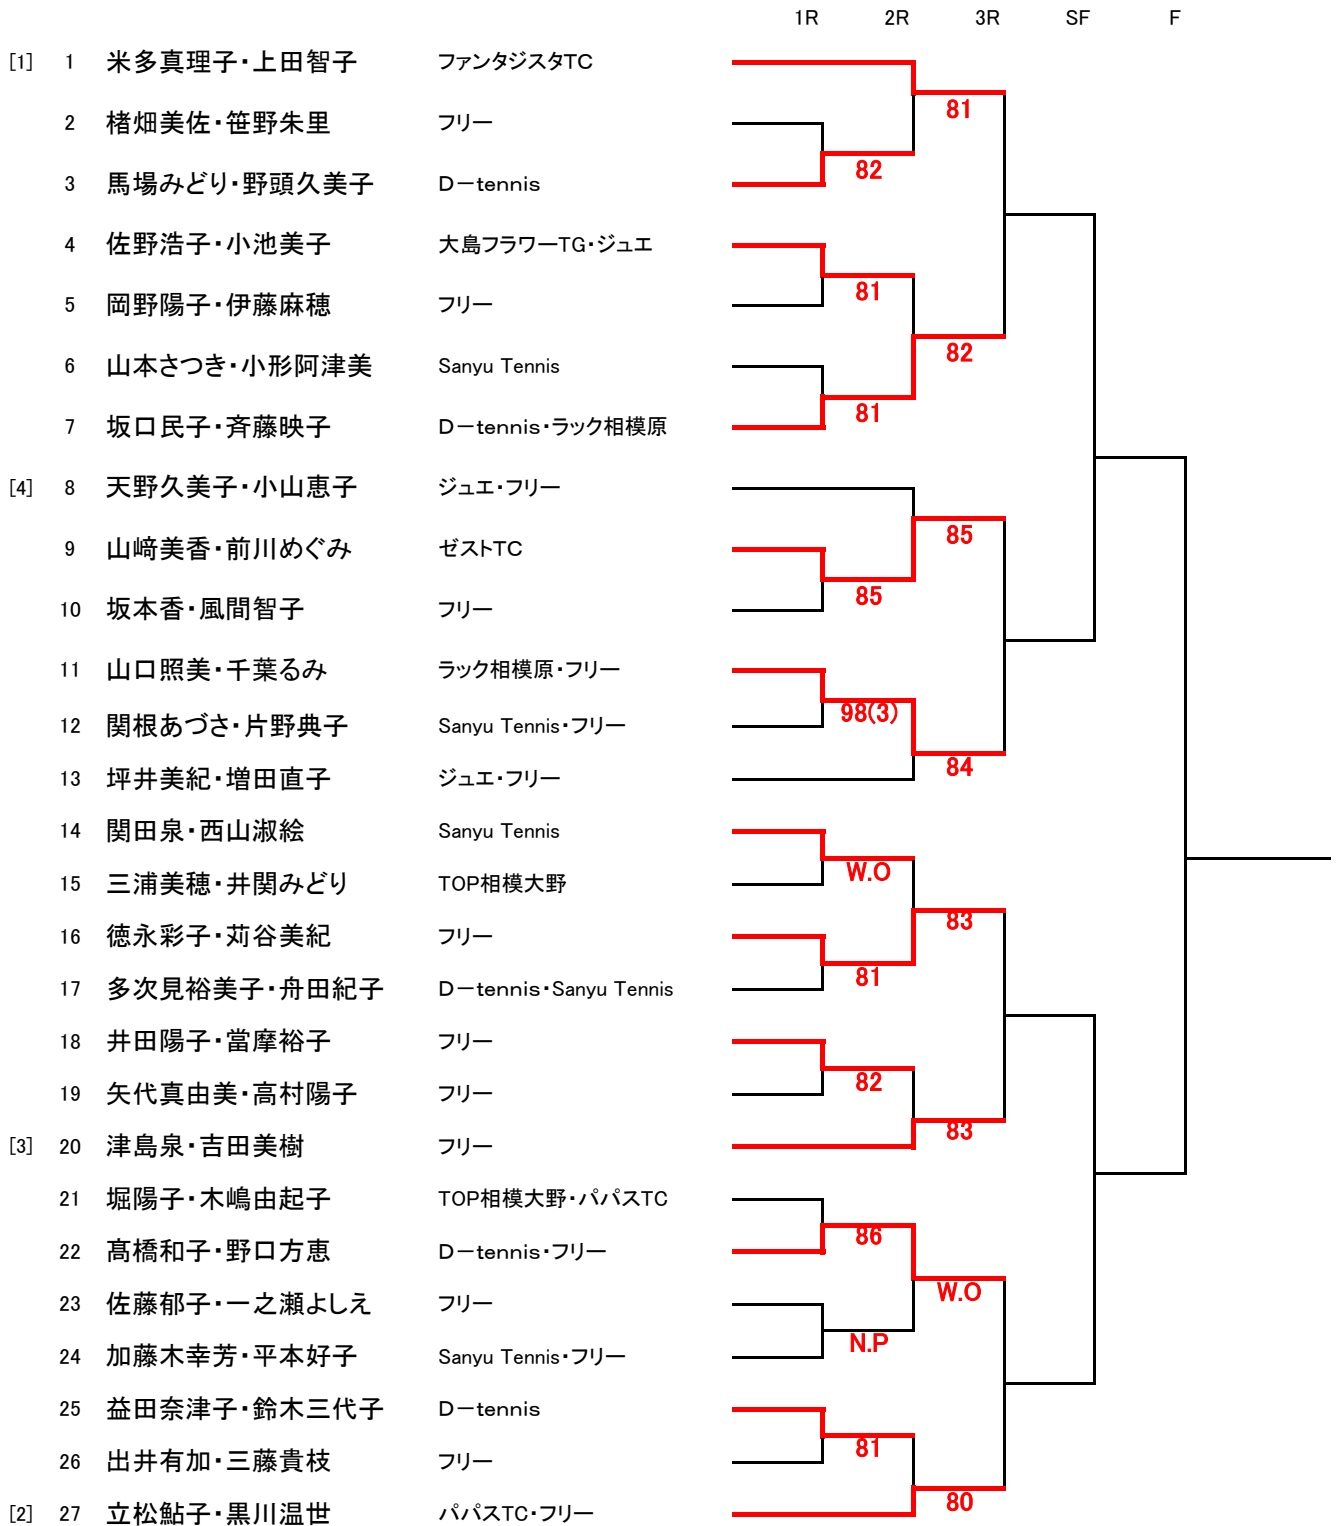 1R 2R 3R SF F
[1] 1 米多真理子・上田智子 ファンタジスタTC
81
2 楮畑美佐・笹野朱里 フリー
82
3 馬場みどり・野頭久美子 D－tennis
4 佐野浩子・小池美子 大島フラワーTG・ジュエ
81
5 岡野陽子・伊藤麻穂 フリー
82
6 山本さつき・小形阿津美 Sanyu Tennis
81
7 坂口民子・斉藤映子 D－tennis・ラック相模原
[4] 8 天野久美子・小山恵子 ジュエ・フリー
85
9 山﨑美香・前川めぐみ ゼストTC
85
10 坂本香・風間智子 フリー
11 山口照美・千葉るみ ラック相模原・フリー
98(3)
12 関根あづさ・片野典子 Sanyu Tennis・フリー
84
13 坪井美紀・増田直子 ジュエ・フリー
14 関田泉・西山淑絵 Sanyu Tennis
W.O
15 三浦美穂・井関みどり TOP相模大野
83
16 徳永彩子・苅谷美紀 フリー
81
17 多次見裕美子・舟田紀子 D－tennis・Sanyu Tennis
18 井田陽子・當摩裕子 フリー
82
19 矢代真由美・高村陽子 フリー
83
[3] 20 津島泉・吉田美樹 フリー
21 堀陽子・木嶋由起子 TOP相模大野・パパスTC
86
22 髙橋和子・野口方恵 D－tennis・フリー
W.O
23 佐藤郁子・一之瀬よしえ フリー
N.P
24 加藤木幸芳・平本好子 Sanyu Tennis・フリー
25 益田奈津子・鈴木三代子 D－tennis
81
26 出井有加・三藤貴枝 フリー
80
[2] 27 立松鮎子・黒川温世 パパスTC・フリー